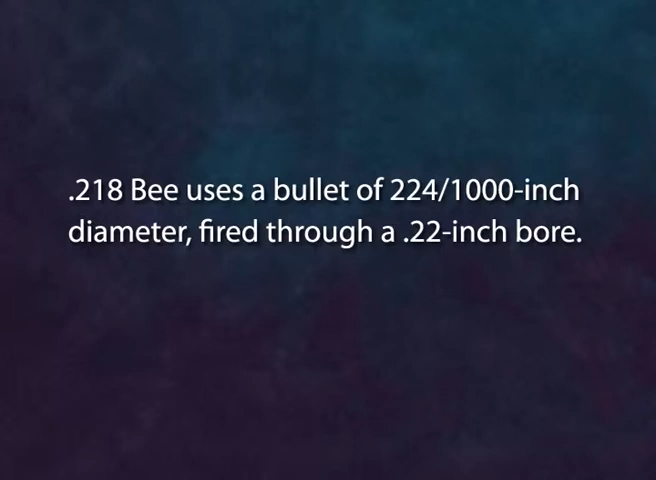 .218 Bee uses a bullet of 224/1000-inch
diameter, fired through a .22-inch bore.